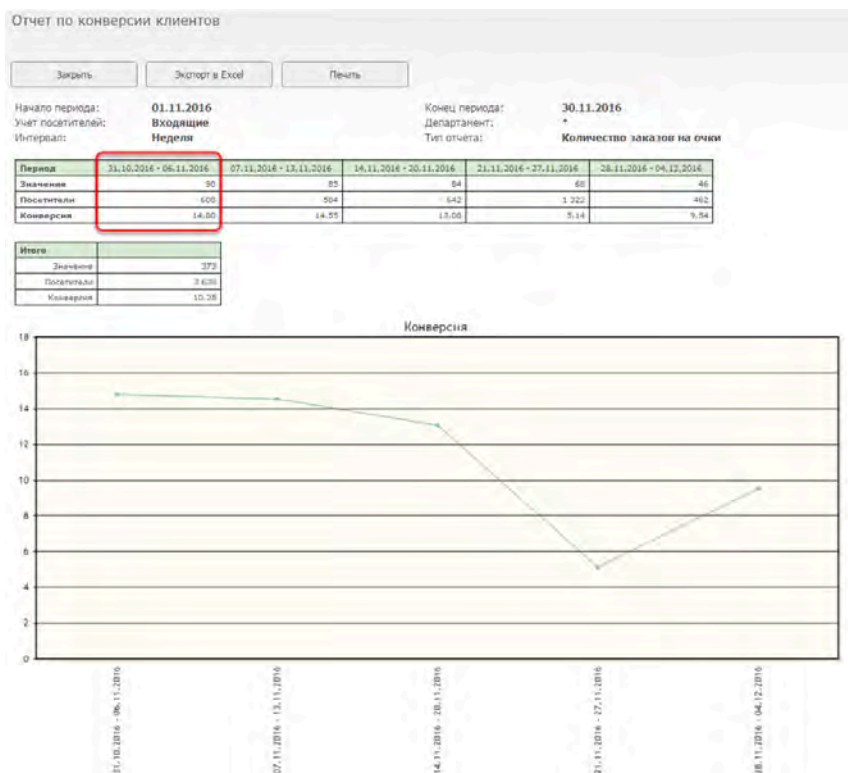 Отчет по конверсии клиентов
Закрыть Экспорт в Excel Печать
Начало периода: 01.11.2016 Конец периода: 30.11.2016
Учет посетителей: Входящие Департамент: *
Интервал: Неделя Тип отчета: Количество заказов на очки
Период 31.10.2016 - 06.11.2016 07.11.2016 - 13.11.2016 14.11.2016 - 20.11.2016 21.11.2016 - 27.11.2016 28.11.2016 - 04.12.2016
Значение 90 85 84 68 46
Посетители 608 584 642 1 322 482
Конверсия 14.80 14.55 13.08 5.14 9.54
Итого
Значение 373
Посетители
Конверсия 10.25
Конверсия
18
16
14
12
10
8
6
4
2
0
31.10.2016 - 06.11.2016
07.11.2016 - 13.11.2016
14.11.2016 - 20.11.2016
21.11.2016 - 27.11.2016
28.11.2016 - 04.12.2016